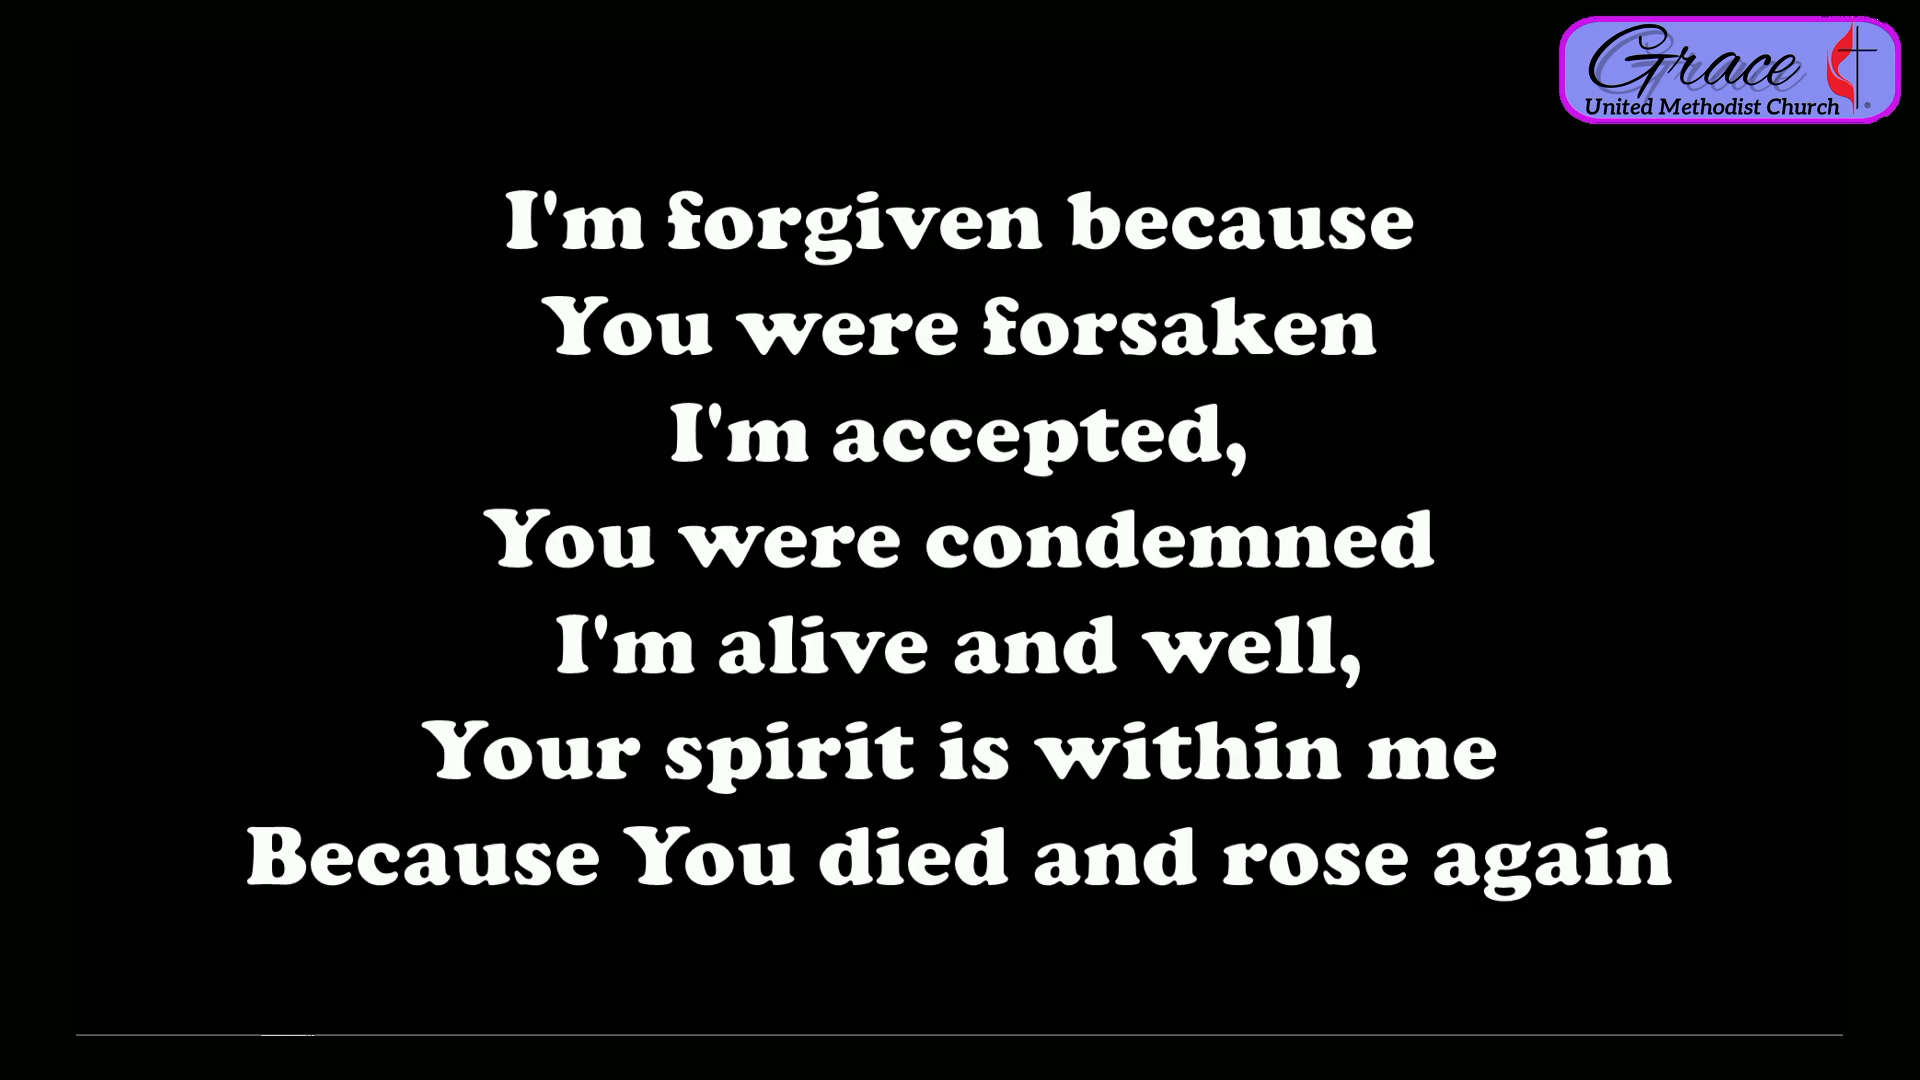 Grace
United Methodist Church ®
I'm forgiven because
You were forsaken
I'm accepted,
You were condemned
I'm alive and well,
Your spirit is within me
Because You died and rose again